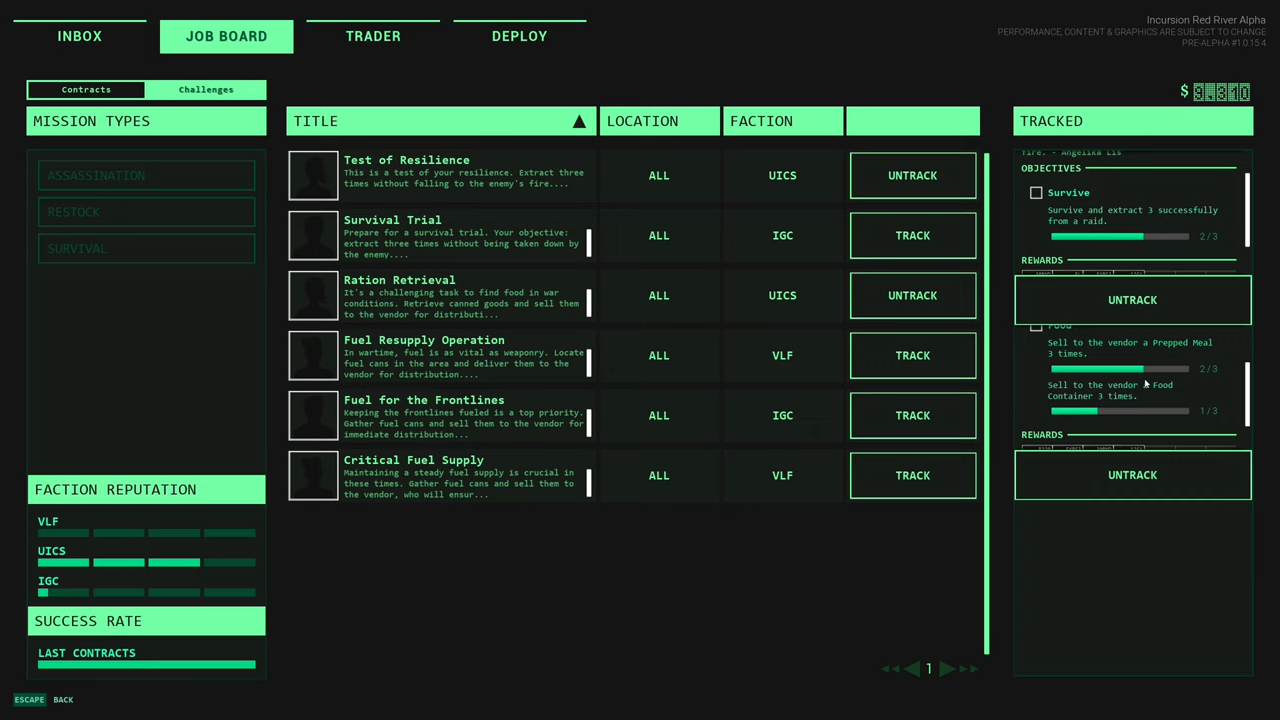 INBOX
JOB BOARD
TRADER
DEPLOY
Incursion Red River Alpha
PERFORMANCE, CONTENT & GRAPHICS ARE SUBJECT TO CHANGE
PRE-ALPHA #1.0.15.4
Contracts
Challenges
$
MISSION TYPES
ASSASSINATION
RESTOCK
SURVIVAL
TITLE
LOCATION
FACTION
Test of Resilience
This is a test of your resilience. Extract three
times without falling to the enemy's fire....
ALL
UICS
UNTRACK
Survival Trial
Prepare for a survival trial. Your objective:
extract three times without being taken down by
the enemy....
ALL
IGC
TRACK
Ration Retrieval
It's a challenging task to find food in war
conditions. Retrieve canned goods and sell them
to the vendor for distributi...
ALL
UICS
UNTRACK
Fuel Resupply Operation
In wartime, fuel is as vital as weaponry. Locate
fuel cans in the area and deliver them to the
vendor for distribution....
ALL
VLF
TRACK
Fuel for the Frontlines
Keeping the frontlines fueled is a top priority.
Gather fuel cans and sell them to the vendor for
immediate distribution...
ALL
IGC
TRACK
Critical Fuel Supply
Maintaining a steady fuel supply is crucial in
these times. Gather fuel cans and sell them to
the vendor, who will ensur...
ALL
VLF
TRACK
1
TRACKED
fire. - Angelika Lis
OBJECTIVES
Survive
Survive and extract 3 successfully
from a raid.
2/3
REWARDS
UNTRACK
Food
Sell to the vendor a Prepped Meal
3 times.
2/3
Sell to the vendor a Food
Container 3 times.
1/3
REWARDS
UNTRACK
FACTION REPUTATION
VLF
UICS
IGC
SUCCESS RATE
LAST CONTRACTS
ESCAPE BACK